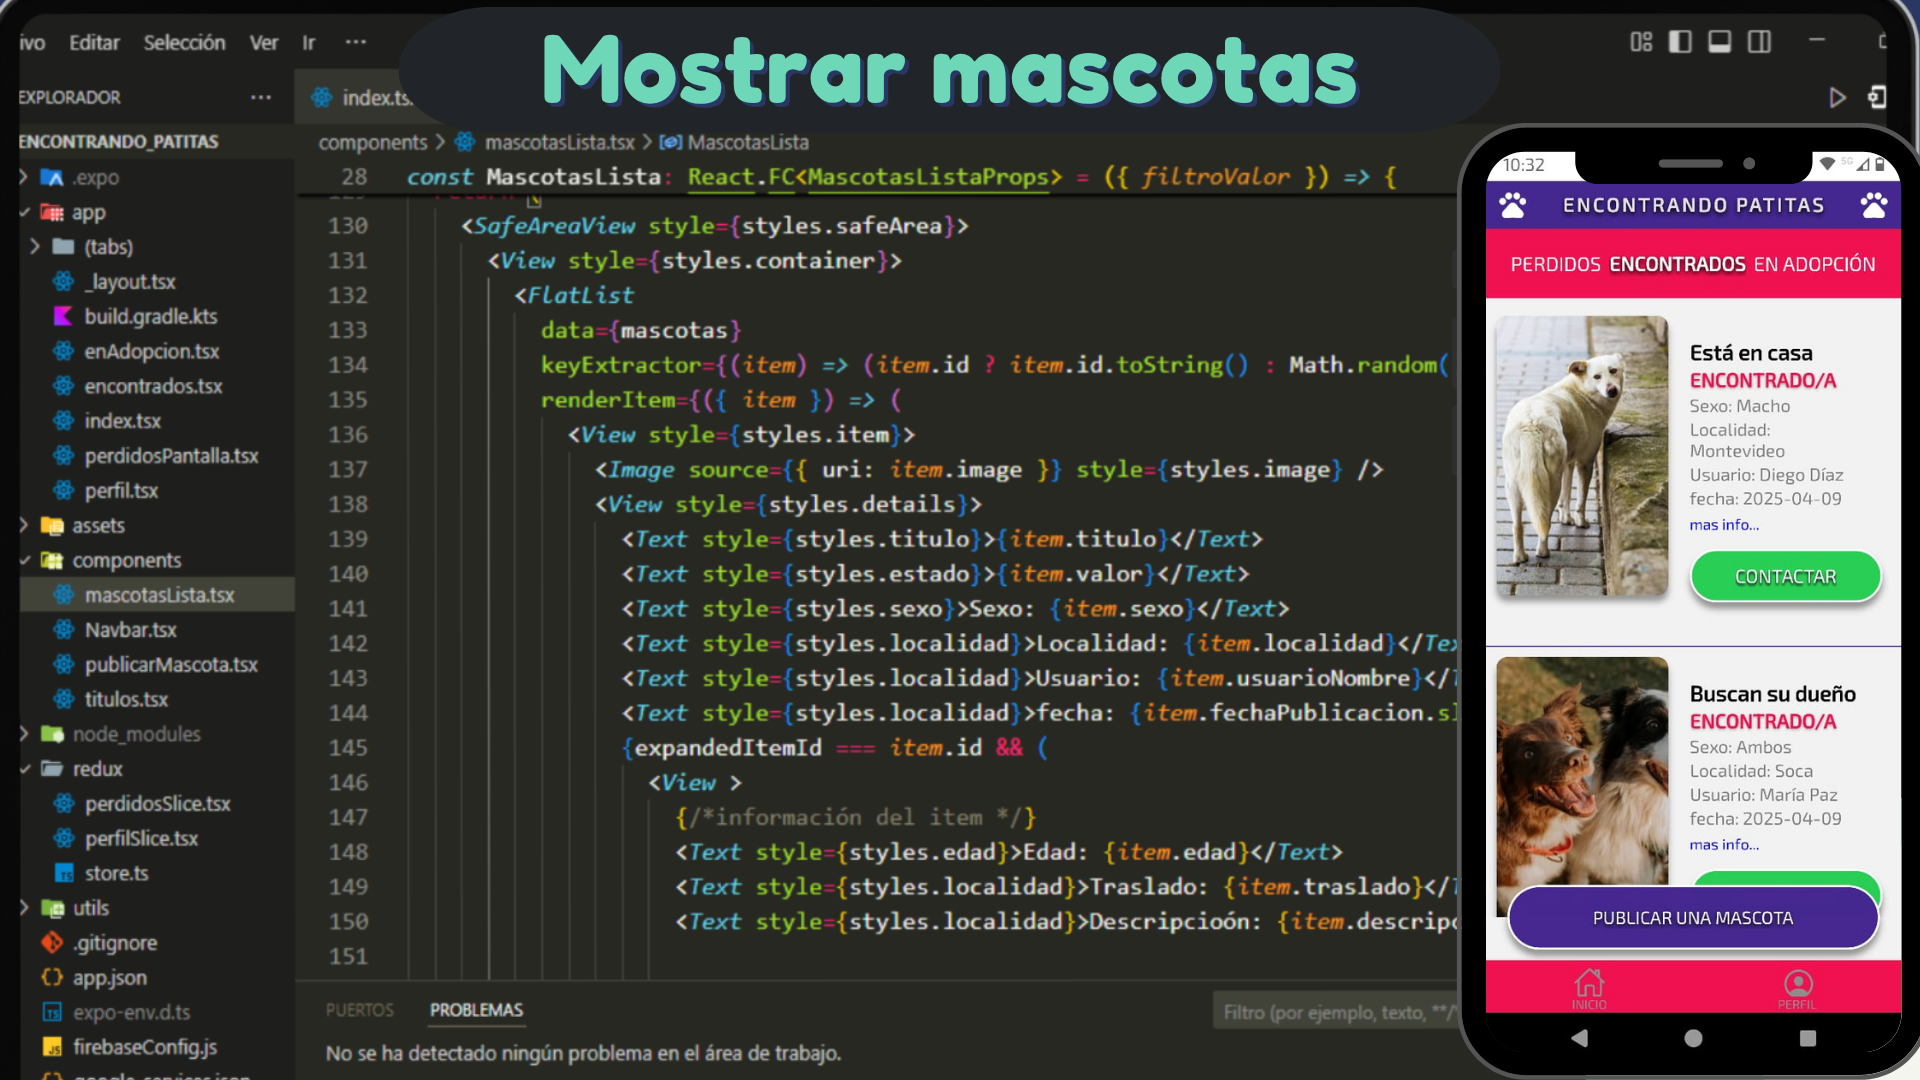 Mostrar mascotas
ivo Editar Selección Ver Ir ...
EXPLORADOR ...
ENCONTRANDO_PATITAS
.expo
app
(tabs)
_layout.tsx
build.gradle.kts
enAdopcion.tsx
encontrados.tsx
index.tsx
perdidosPantalla.tsx
perfil.tsx
assets
components
mascotasLista.tsx
Navbar.tsx
publicarMascota.tsx
titulos.tsx
node_modules
redux
perdidosSlice.tsx
perfilSlice.tsx
TS store.ts
utils
.gitignore
{} app.json
TS expo-env.d.ts
JS firebaseConfig.js
index.ts
components > mascotasLista.tsx > MascotasLista
28 const MascotasLista: React.FC<MascotasListaProps> = ({ filtroValor }) => {
130 <SafeAreaView style={styles.safeArea}>
131 <View style={styles.container}>
132 <FlatList
133 data={mascotas}
134 keyExtractor={(item) => (item.id ? item.id.toString() : Math.random(
135 renderItem={({ item }) => (
136 <View style={styles.item}>
137 <Image source={{ uri: item.image }} style={styles.image} />
138 <View style={styles.details}>
139 <Text style={styles.titulo}>{item.titulo}</Text>
140 <Text style={styles.estado}>{item.valor}</Text>
141 <Text style={styles.sexo}>Sexo: {item.sexo}</Text>
142 <Text style={styles.localidad}>Localidad: {item.localidad}</Tex
143 <Text style={styles.localidad}>Usuario: {item.usuarioNombre}</T
144 <Text style={styles.localidad}>fecha: {item.fechaPublicacion.sl
145 {expandedItemId === item.id && (
146 <View >
147 {/*información del item */}
148 <Text style={styles.edad}>Edad: {item.edad}</Text>
149 <Text style={styles.localidad}>Traslado: {item.traslado}</T
150 <Text style={styles.localidad}>Descripcioón: {item.descripc
151
PUERTOS PROBLEMAS
Filtro (por ejemplo, texto, **/
No se ha detectado ningún problema en el área de trabajo.
10:32 5G
ENCONTRANDO PATITAS
PERDIDOS ENCONTRADOS EN ADOPCIÓN
Está en casa
ENCONTRADO/A
Sexo: Macho
Localidad:
Montevideo
Usuario: Diego Díaz
fecha: 2025-04-09
mas info...
CONTACTAR
Buscan su dueño
ENCONTRADO/A
Sexo: Ambos
Localidad: Soca
Usuario: María Paz
fecha: 2025-04-09
mas info...
PUBLICAR UNA MASCOTA
INICIO PERFIL